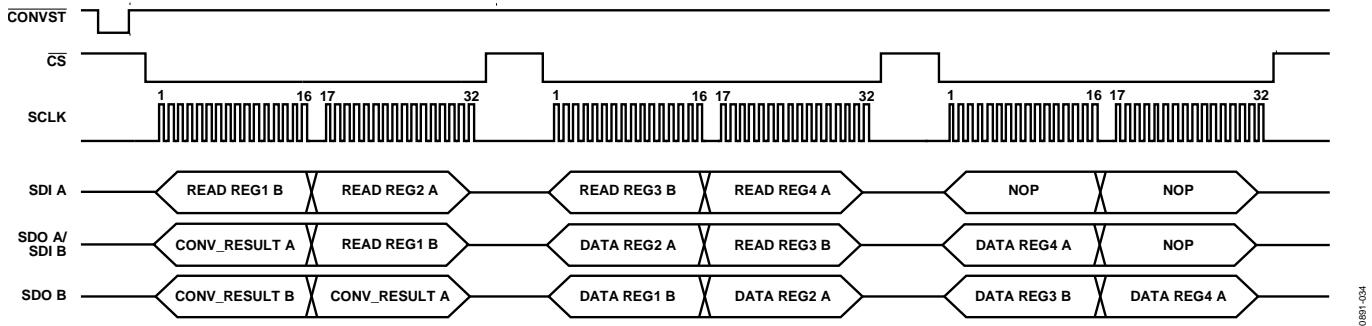 CONVST
CS
1 16 17 32 1 16 17 32 1 16 17 32
SCLK
SDI A READ REG1 B READ REG2 A READ REG3 B READ REG4 A NOP NOP
SDO A/
SDI B CONV_RESULT A READ REG1 B DATA REG2 A READ REG3 B DATA REG4 A NOP
SDO B CONV_RESULT B CONV_RESULT A DATA REG1 B DATA REG2 A DATA REG3 B DATA REG4 A
0891-034